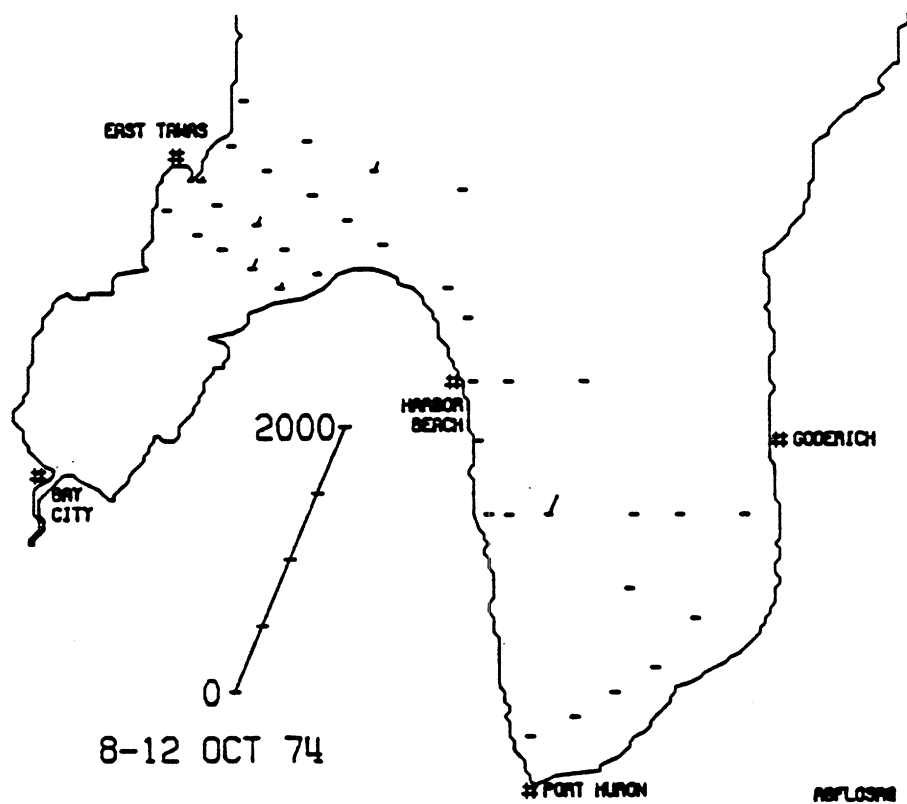 EAST TAWAS
#
2000
#
HARBOR
BEACH
# GODERICH
#
BAY
CITY
0
8-12 OCT 74
# PORT HURON